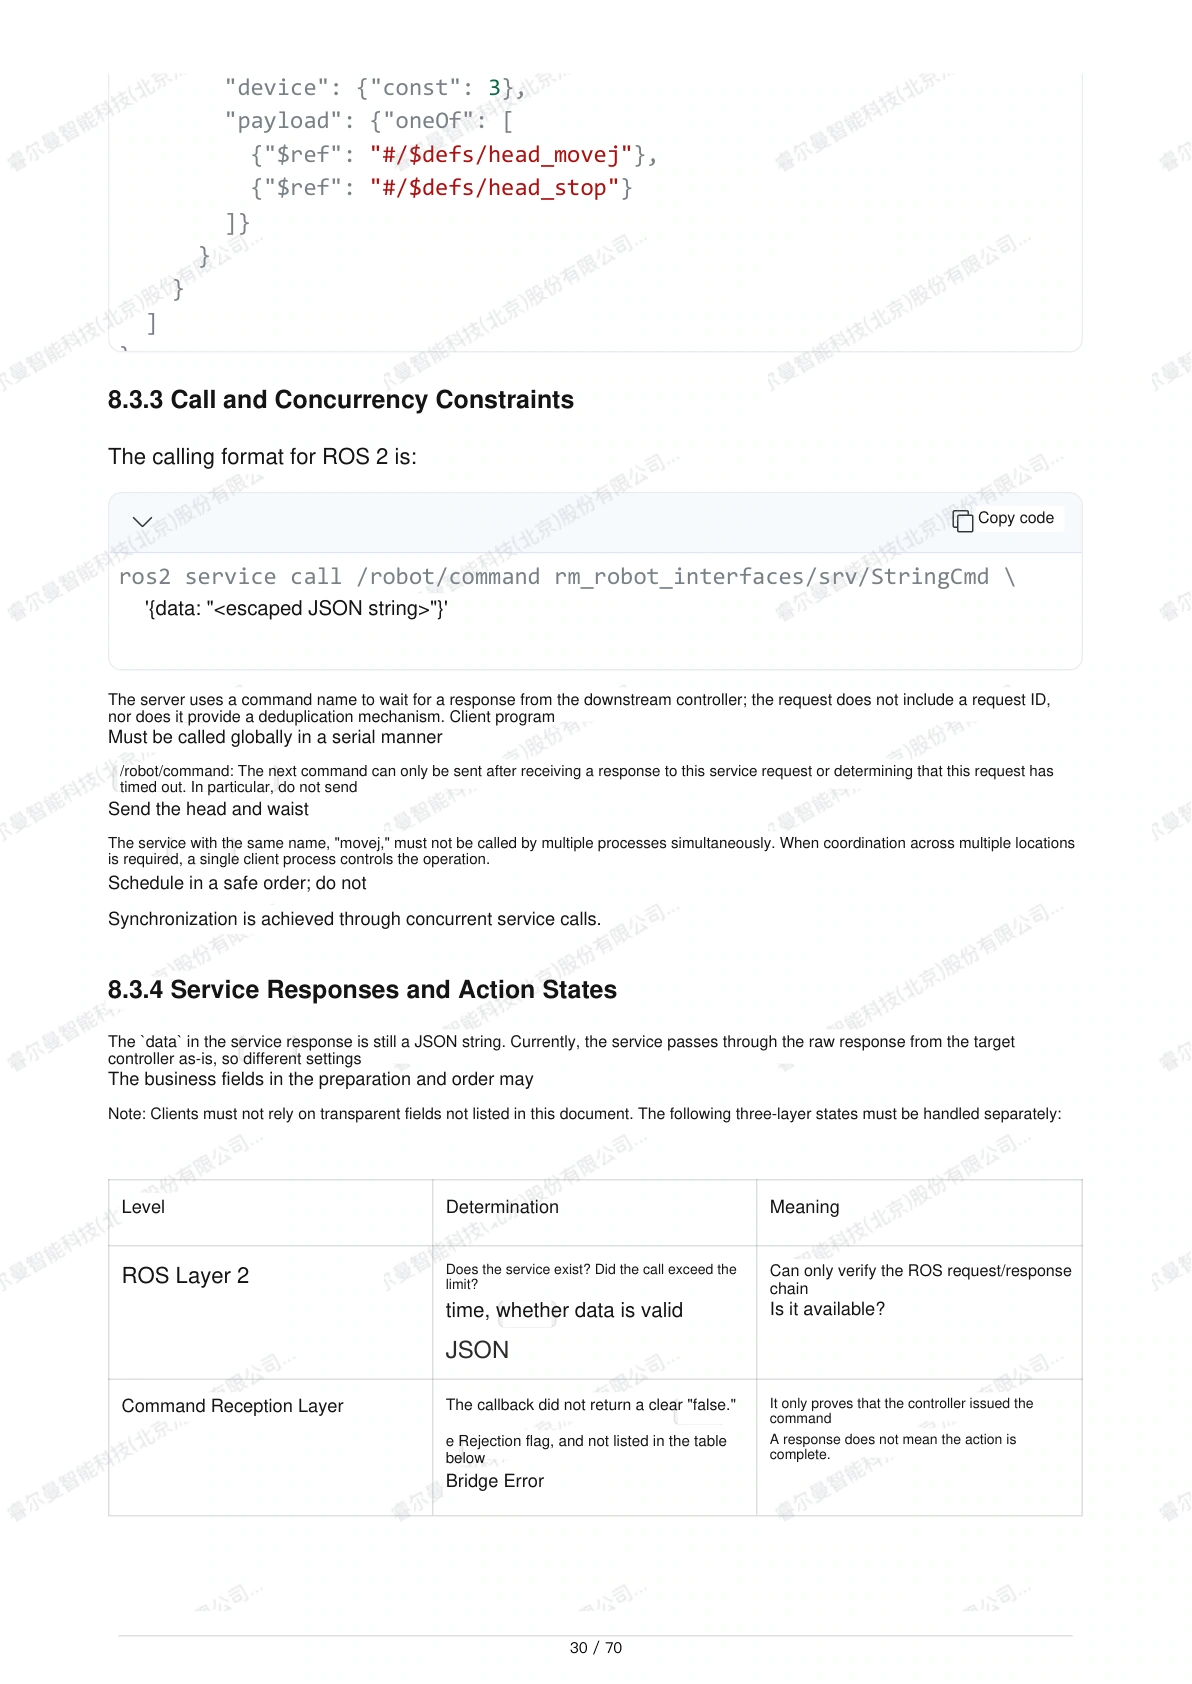 "device": {"const": 3},
"payload": {"oneOf": [
{"$ref": "#/$defs/head_movej"},
{"$ref": "#/$defs/head_stop"}
]}
}
}
]
8.3.3 Call and Concurrency Constraints
The calling format for ROS 2 is:
Copy code
ros2 service call /robot/command rm_robot_interfaces/srv/StringCmd \
'{data: "<escaped JSON string>"}'
The server uses a command name to wait for a response from the downstream controller; the request does not include a request ID,
nor does it provide a deduplication mechanism. Client program
Must be called globally in a serial manner
/robot/command: The next command can only be sent after receiving a response to this service request or determining that this request has
timed out. In particular, do not send
Send the head and waist
The service with the same name, "movej," must not be called by multiple processes simultaneously. When coordination across multiple locations
is required, a single client process controls the operation.
Schedule in a safe order; do not
Synchronization is achieved through concurrent service calls.
8.3.4 Service Responses and Action States
The `data` in the service response is still a JSON string. Currently, the service passes through the raw response from the target
controller as-is, so different settings
The business fields in the preparation and order may
Note: Clients must not rely on transparent fields not listed in this document. The following three-layer states must be handled separately:
Level
Determination
Meaning
ROS Layer 2
Does the service exist? Did the call exceed the
limit?
time, whether data is valid
JSON
Can only verify the ROS request/response
chain
Is it available?
Command Reception Layer
The callback did not return a clear "false."
e Rejection flag, and not listed in the table
below
Bridge Error
It only proves that the controller issued the
command
A response does not mean the action is
complete.
睿尔曼智能科技(北京)股份有限公司...
30 / 70